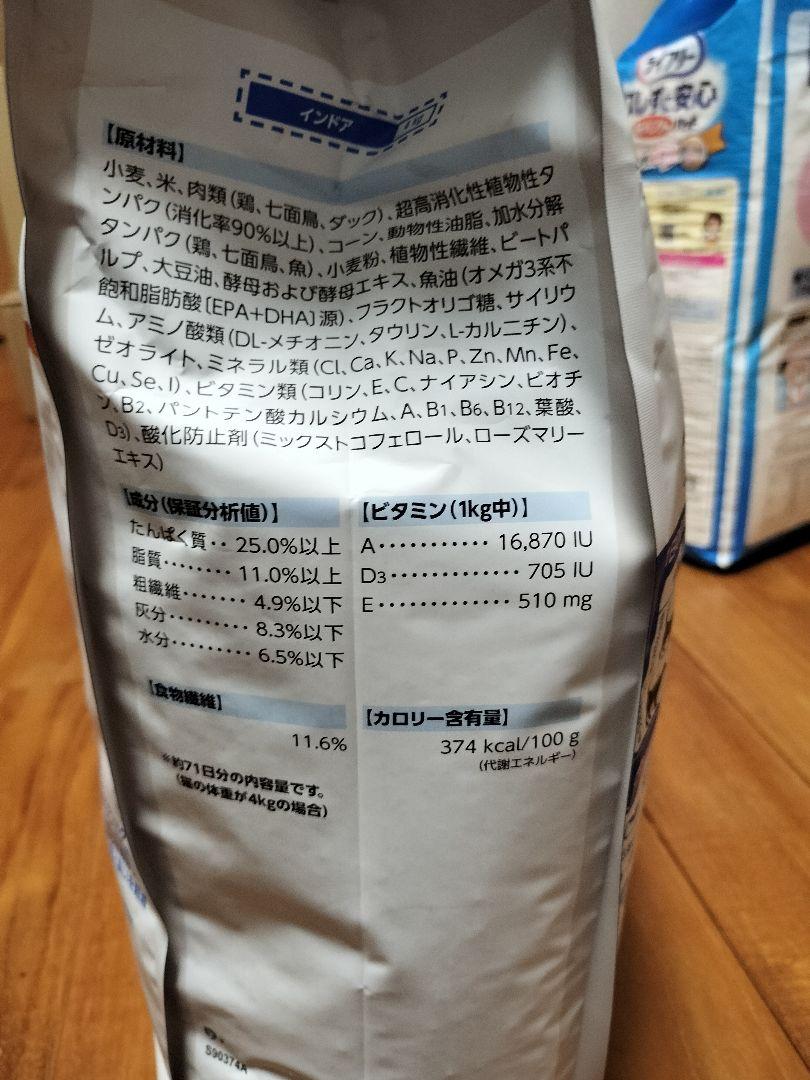 インドア
【原材料】
小麦、米、肉類(鶏、七面鳥、ダック)、超高消化性植物性タ
ンパク(消化率90%以上)、コーン、動物性油脂、加水分解
タンパク(鶏、七面鳥、魚)、小麦粉、植物性繊維、ビートパ
ルプ、大豆油、酵母および酵母エキス、魚油(オメガ3系不
飽和脂肪酸〔EPA+DHA〕源)、フラクトオリゴ糖、サイリウ
ム、アミノ酸類(DL-メチオニン、タウリン、L-カルニチン)、
ゼオライト、ミネラル類(Cl、Ca、K、Na、P、Zn、Mn、Fe、
Cu、Se、I)、ビタミン類(コリン、E、C、ナイアシン、ビオチ
ン、B2、パントテン酸カルシウム、A、B1、B6、B12、葉酸、
D3)、酸化防止剤(ミックストコフェロール、ローズマリー
エキス)
【成分(保証分析値)】
たんぱく質‥ 25.0%以上
脂質‥‥‥ 11.0%以上
粗繊維‥‥‥ 4.9%以下
灰分‥‥‥‥ 8.3%以下
水分‥‥‥‥ 6.5%以下
【ビタミン(1kg中)】
A‥‥‥‥‥ 16,870 IU
D3‥‥‥‥‥‥ 705 IU
E‥‥‥‥‥‥ 510 mg
【食物繊維】
11.6%
【カロリー含有量】
374 kcal/100 g
(代謝エネルギー)
※約71日分の内容量です。
(猫の体重が4kgの場合)
S90374A
ライフリー
安心